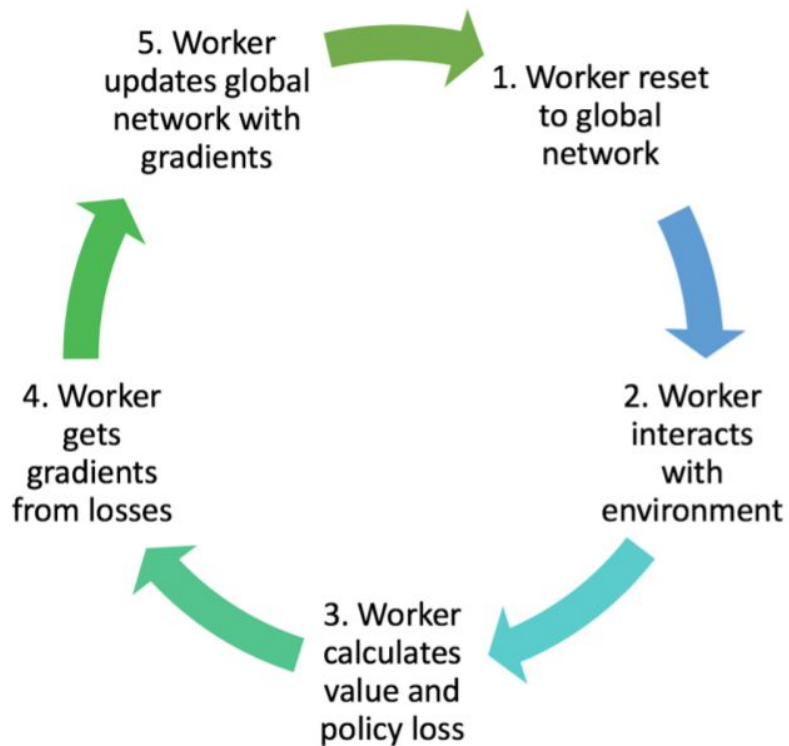 1. Worker reset
to global
network
2. Worker
interacts
with
environment
3. Worker
calculates
value and
policy loss
4. Worker
gets
gradients
from losses
5. Worker
updates global
network with
gradients